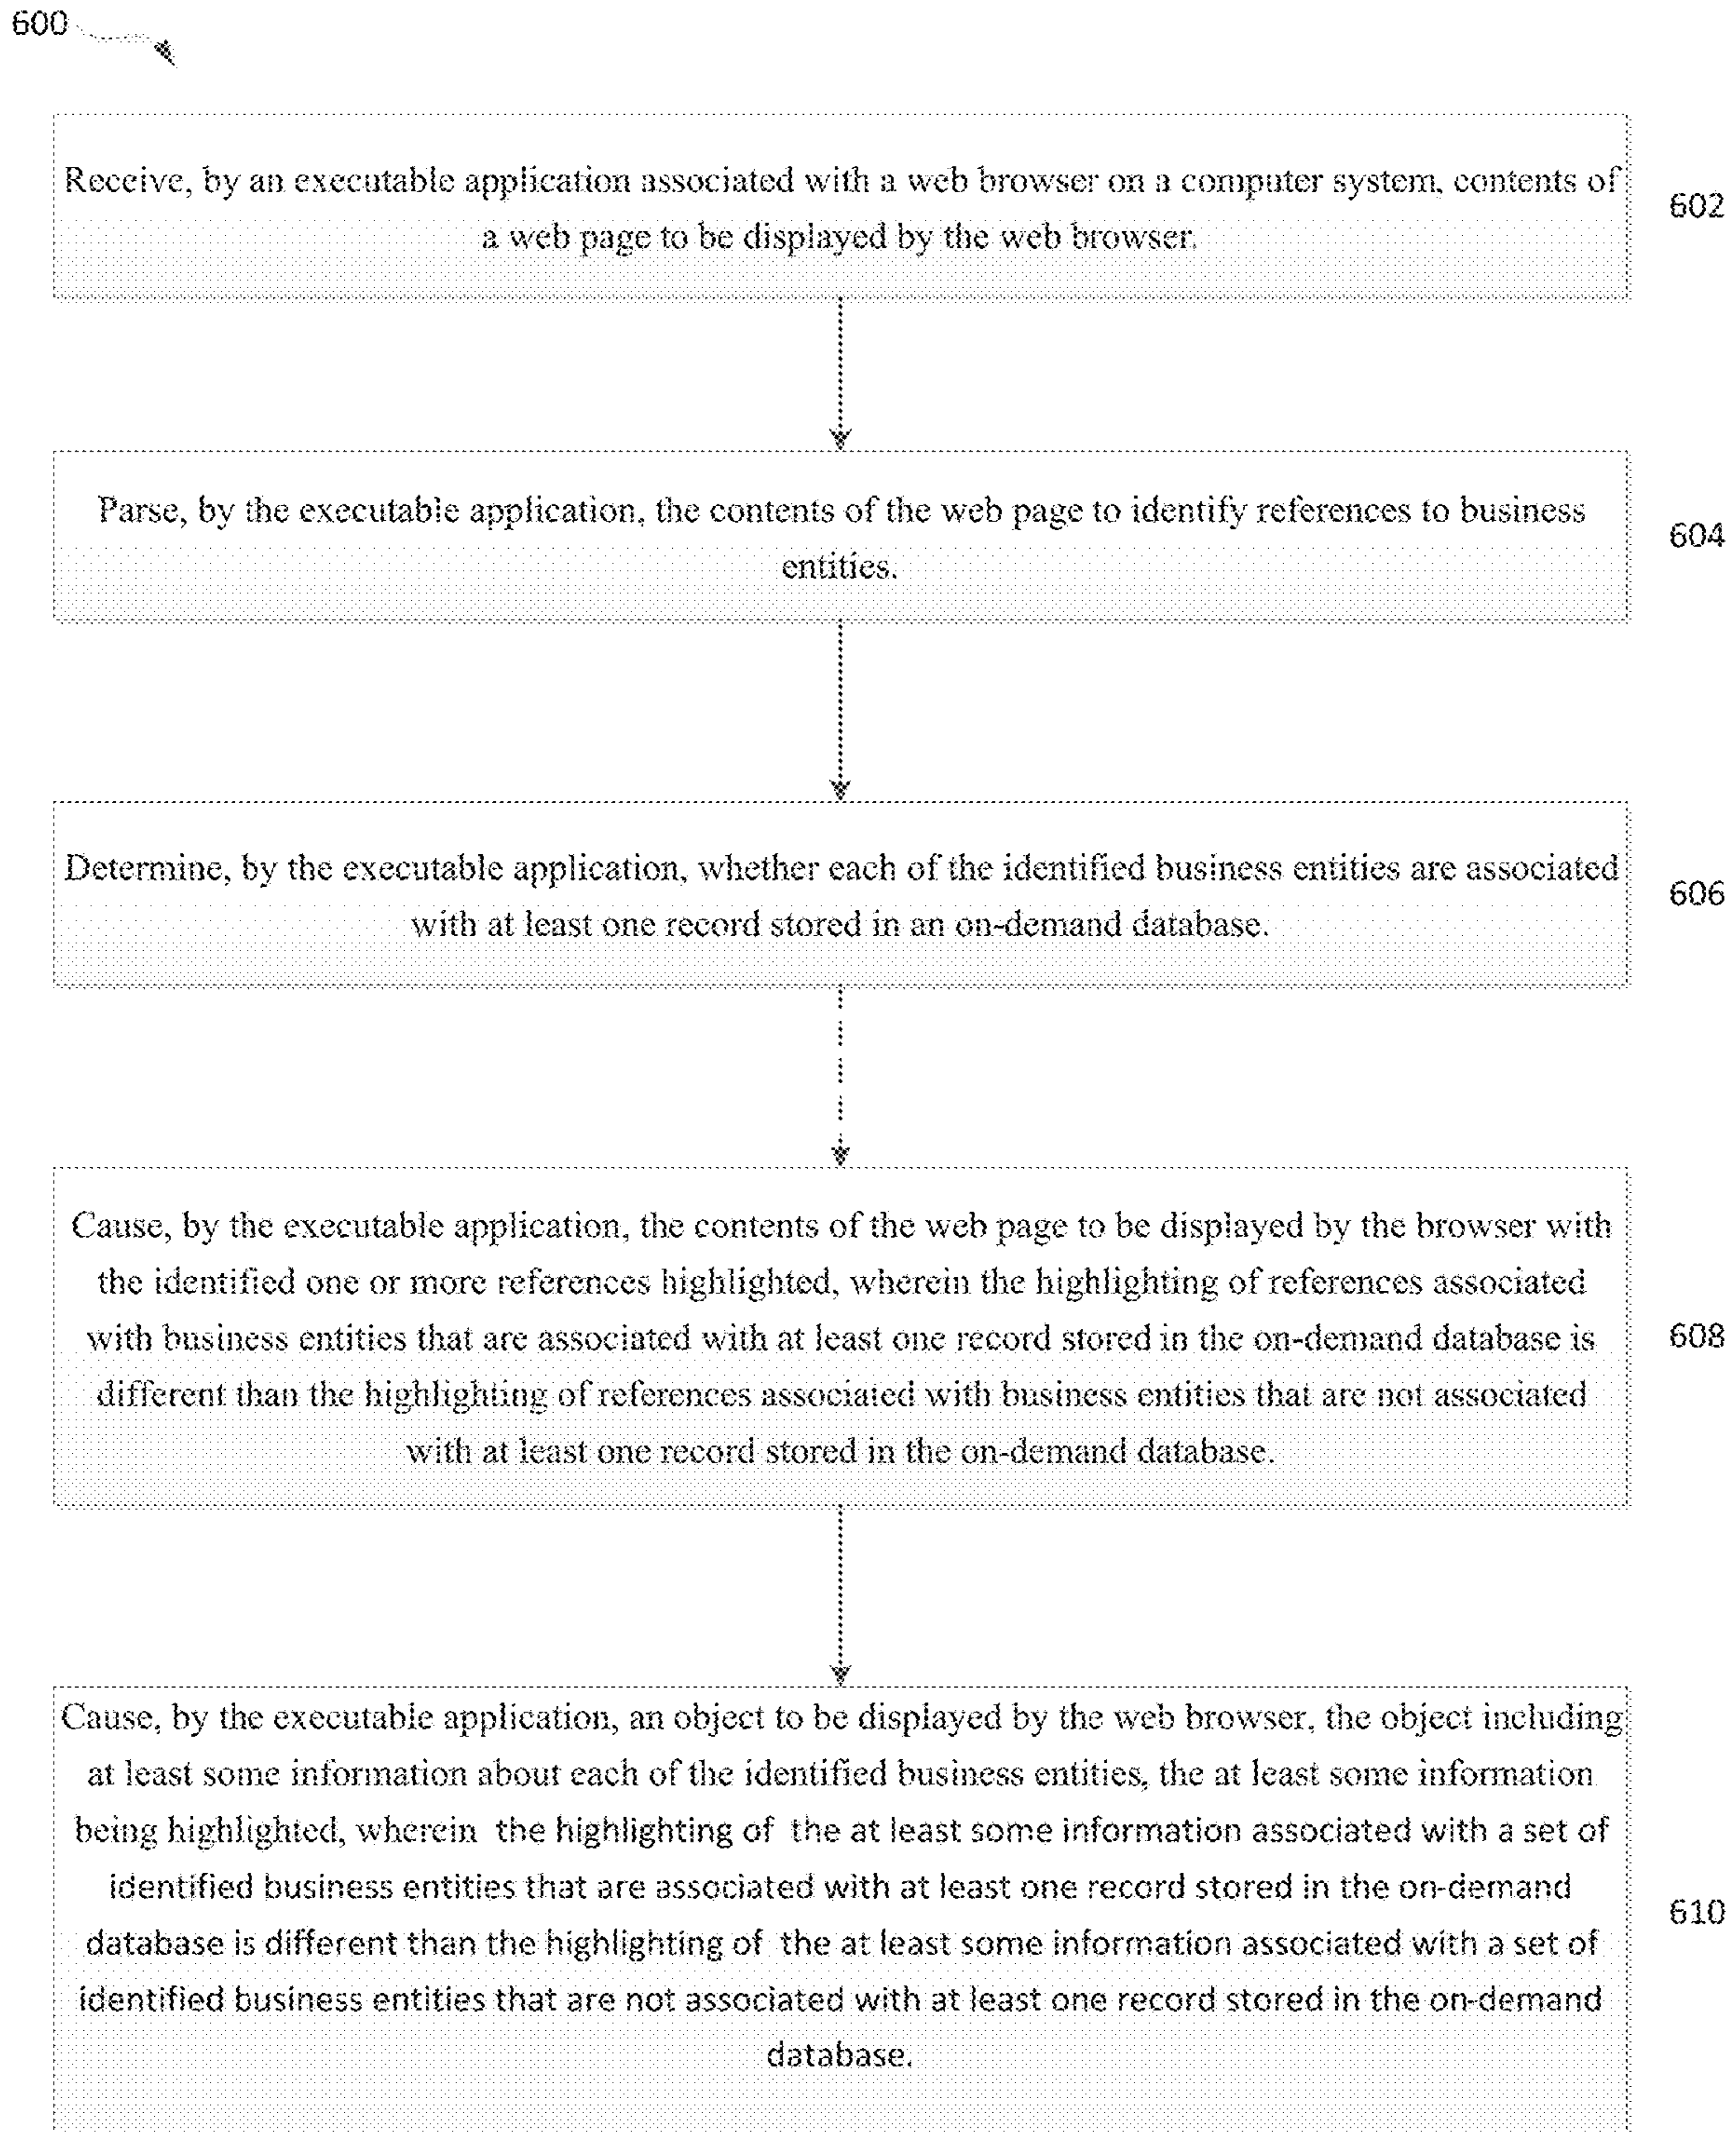 600
Receive, by an executable application associated with a web browser on a computer system, contents of
a web page to be displayed by the web browser.
602
Parse, by the executable application, the contents of the web page to identify references to business
entities.
604
Determine, by the executable application, whether each of the identified business entities are associated
with at least one record stored in an on-demand database.
606
Cause, by the executable application, the contents of the web page to be displayed by the browser with
the identified one or more references highlighted, wherein the highlighting of references associated
with business entities that are associated with at least one record stored in the on-demand database is
different than the highlighting of references associated with business entities that are not associated
with at least one record stored in the on-demand database.
608
Cause, by the executable application, an object to be displayed by the web browser, the object including
at least some information about each of the identified business entities, the at least some information
being highlighted, wherein the highlighting of the at least some information associated with a set of
identified business entities that are associated with at least one record stored in the on-demand
database is different than the highlighting of the at least some information associated with a set of
identified business entities that are not associated with at least one record stored in the on-demand
database.
610